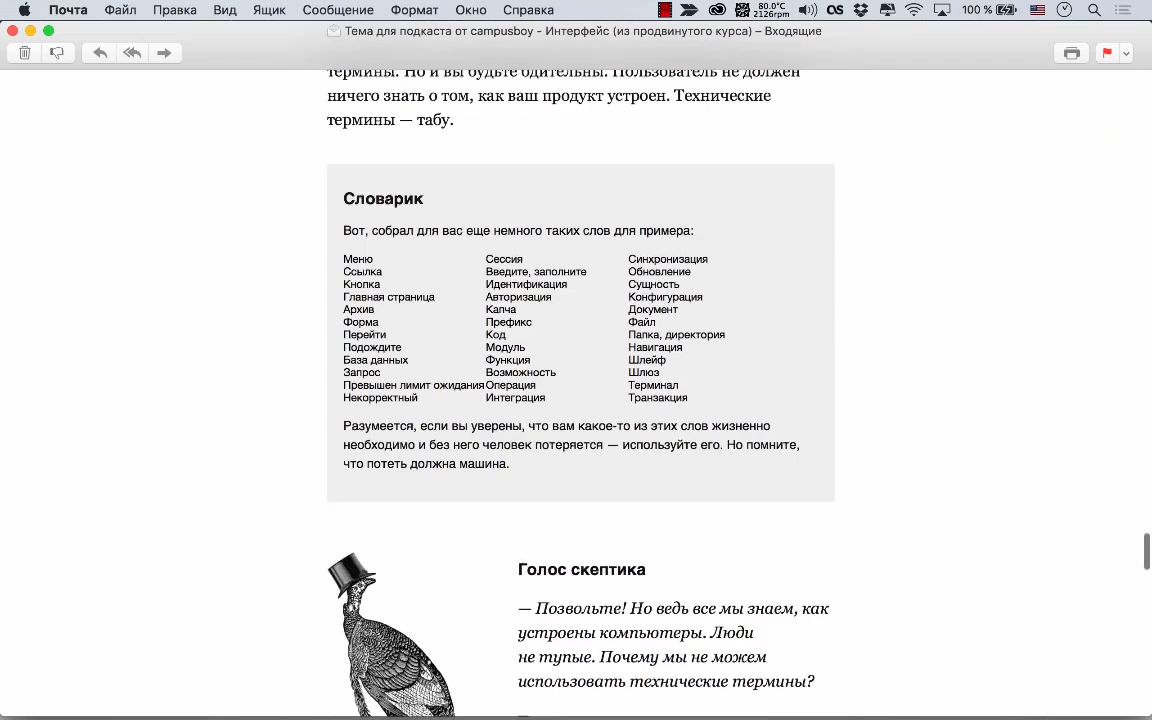 Почта Файл Правка Вид Ящик Сообщение Формат Окно Справка
80.0°C
2126rpm
100 %
Тема для подкаста от campusboy - Интерфейс (из продвинутого курса) – Входящие
термины. Но и вы будьте бдительны. Пользователь не должен
ничего знать о том, как ваш продукт устроен. Технические
термины — табу.
Словарик
Вот, собрал для вас еще немного таких слов для примера:
Меню Сессия Синхронизация
Ссылка Введите, заполните Обновление
Кнопка Идентификация Сущность
Главная страница Авторизация Конфигурация
Архив Капча Документ
Форма Префикс Файл
Перейти Код Папка, директория
Подождите Модуль Навигация
База данных Функция Шлейф
Запрос Возможность Шлюз
Превышен лимит ожидания Операция Терминал
Некорректный Интеграция Транзакция
Разумеется, если вы уверены, что вам какое-то из этих слов жизненно
необходимо и без него человек потеряется — используйте его. Но помните,
что потеть должна машина.
Голос скептика
— Позвольте! Но ведь все мы знаем, как
устроены компьютеры. Люди
не тупые. Почему мы не можем
использовать технические термины?